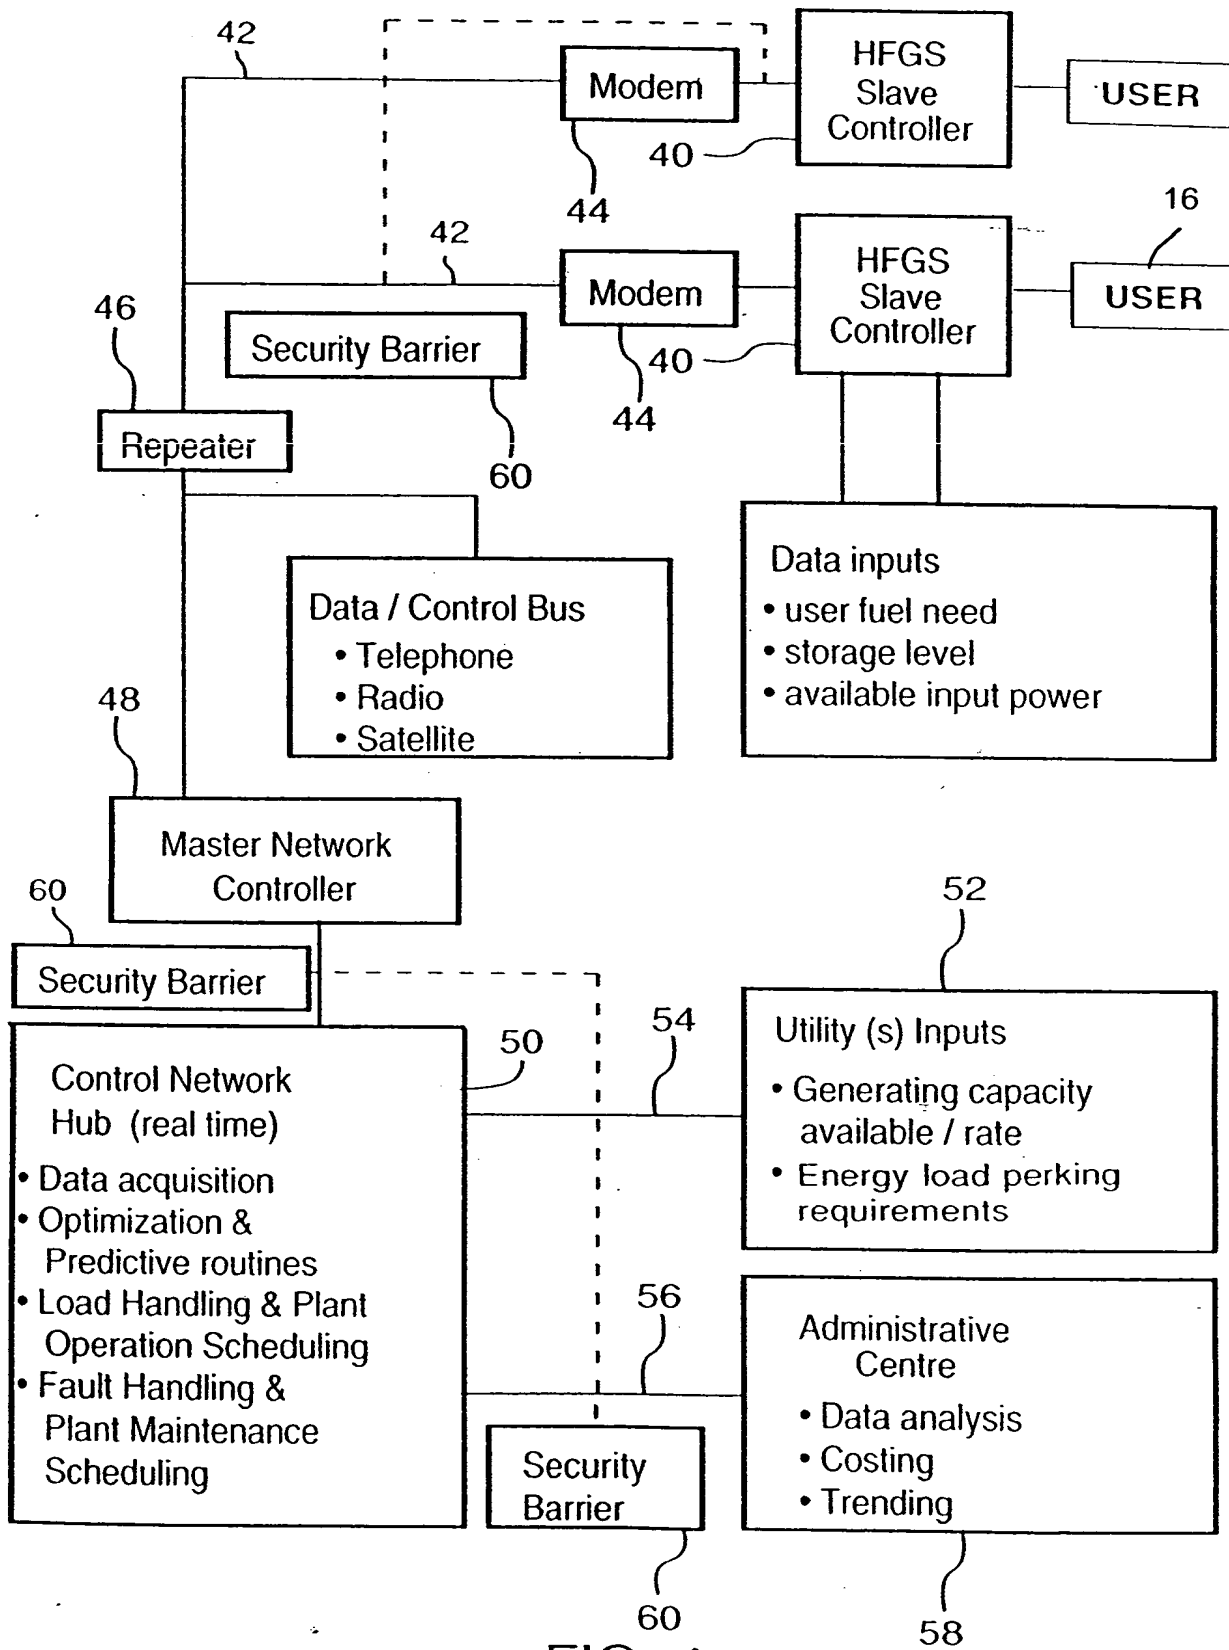 42
Modem
HFGS
Slave
Controller
USER
40
44
16
42
Modem
HFGS
Slave
Controller
USER
46
Security Barrier
40
44
Repeater
60
Data / Control Bus
• Telephone
• Radio
• Satellite
Data inputs
• user fuel need
• storage level
• available input power
48
Master Network
Controller
60
Security Barrier
52
50
54
Control Network
Hub (real time)
• Data acquisition
• Optimization &
Predictive routines
• Load Handling & Plant
Operation Scheduling
• Fault Handling &
Plant Maintenance
Scheduling
Utility (s) Inputs
• Generating capacity
available / rate
• Energy load perking
requirements
56
Administrative
Centre
• Data analysis
• Costing
• Trending
Security
Barrier
60
58